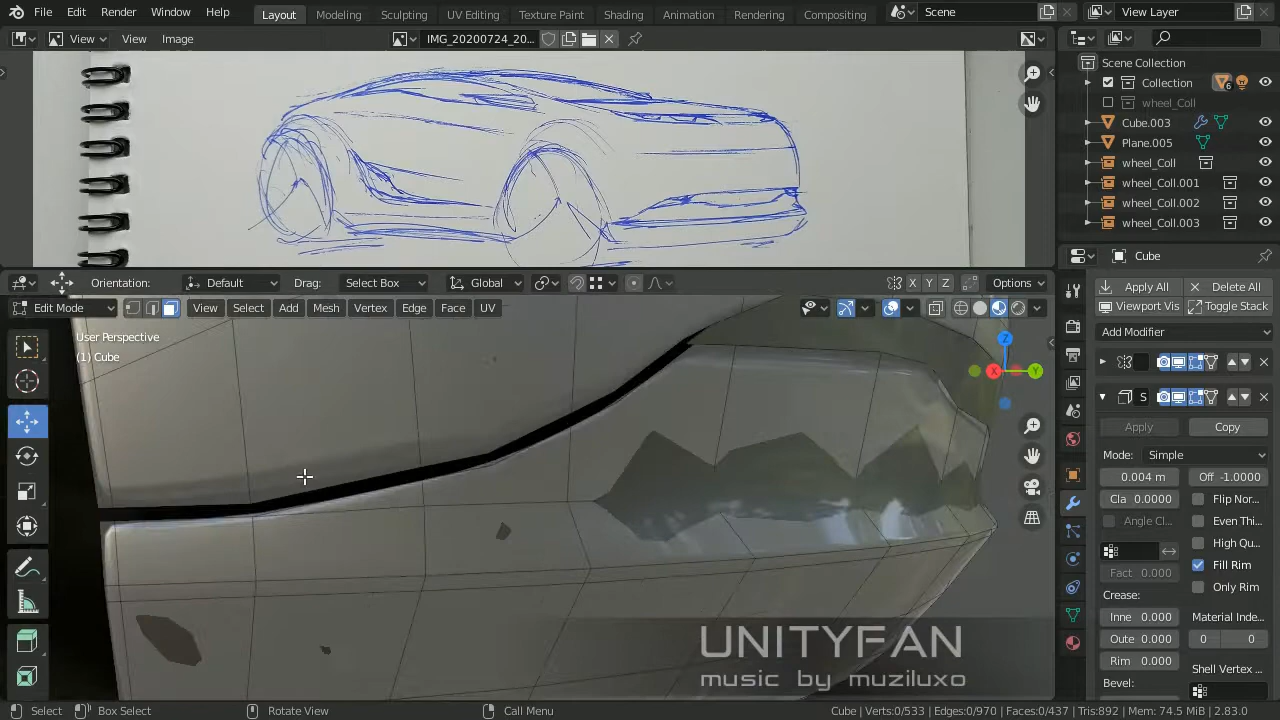 File Edit Render Window Help Layout Modeling Sculpting UV Editing Texture Paint Shading Animation Rendering Compositing Scene View Layer
View View Image IMG_20200724_20...
Scene Collection
Collection 6
wheel_Coll
Cube.003
Plane.005
wheel_Coll
wheel_Coll.001
wheel_Coll.002
wheel_Coll.003
Cube
Orientation: Default Drag: Select Box Global X Y Z Options
Edit Mode View Select Add Mesh Vertex Edge Face UV
User Perspective
(1) Cube
Z
X
Y
Apply All Delete All
Viewport Vis Toggle Stack
Add Modifier
S
Apply Copy
Mode: Simple
0.004 m Off -1.0000
Cla 0.0000 Flip Nor...
Angle Cl... Even Thi...
High Qu...
Fact 0.000 Fill Rim
Only Rim
Crease:
Inne 0.000 Material Inde...
Oute 0.000 0 0
Rim 0.000
Shell Vertex ...
Bevel:
UNITYFAN
music by muziluxo
Select Box Select Rotate View Call Menu Cube | Verts:0/533 | Edges:0/970 | Faces:0/437 | Tris:892 | Mem: 74.5 MiB | 2.83.0